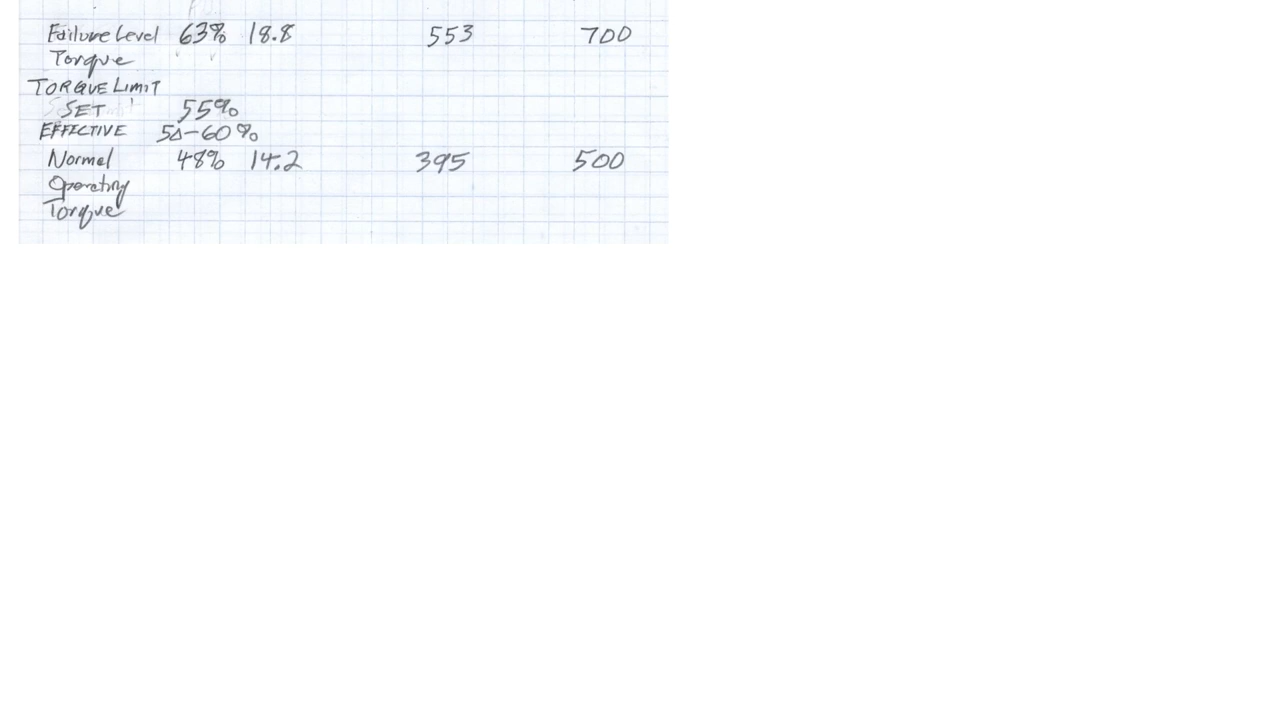 Failure Level 63% 18.8 553 700
Torque
TORQUE LIMIT
SET 55%
EFFECTIVE 50-60%
Normal 48% 14.2 395 500
Operating
Torque